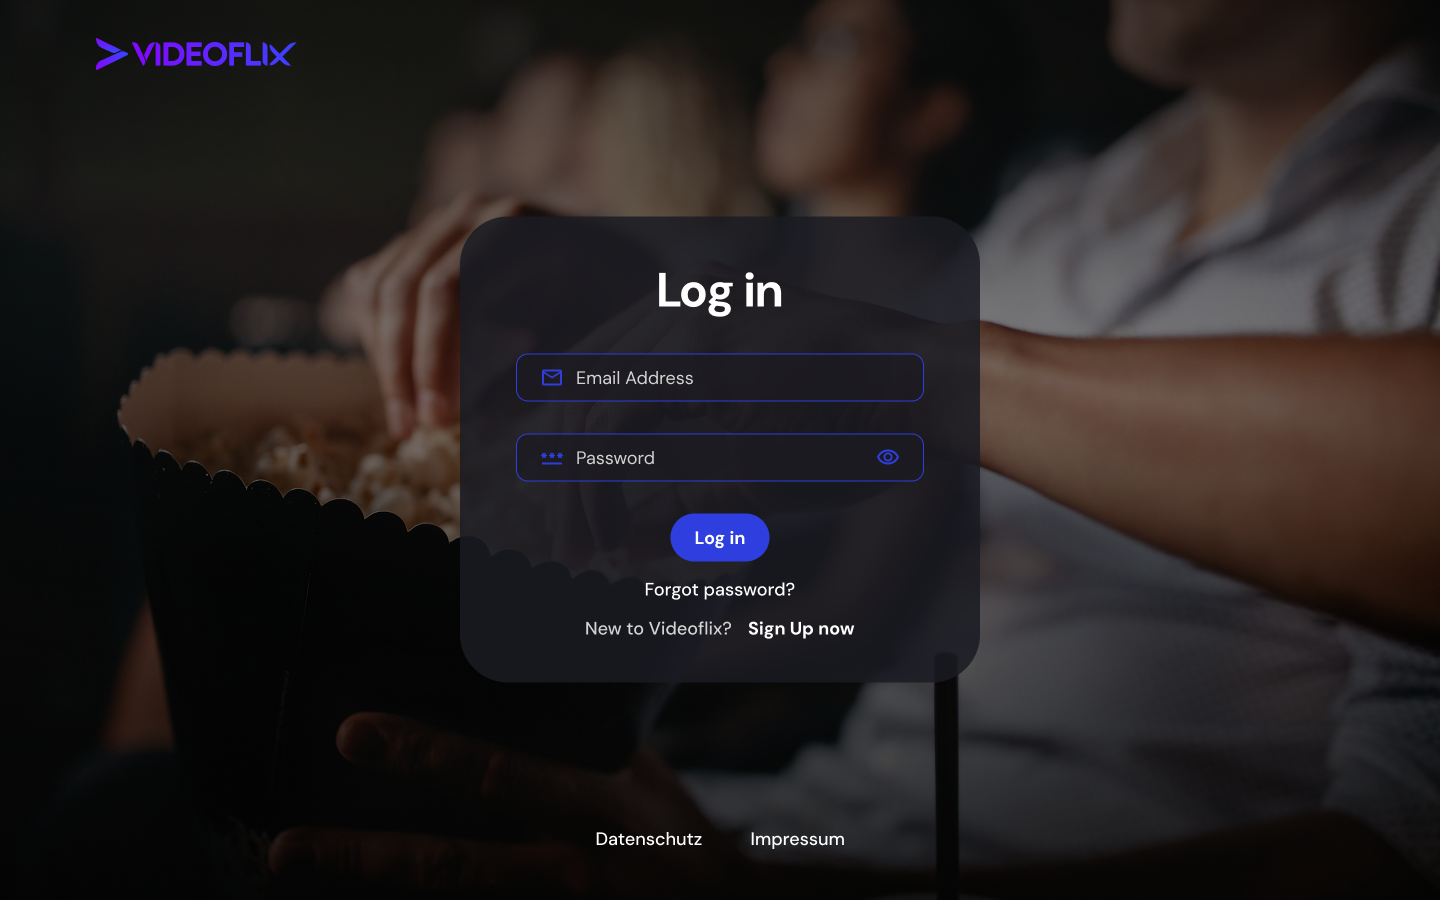 VIDEOFLIX
Log in
Email Address
Password
Log in
Forgot password?
New to Videoflix? Sign Up now
Datenschutz Impressum